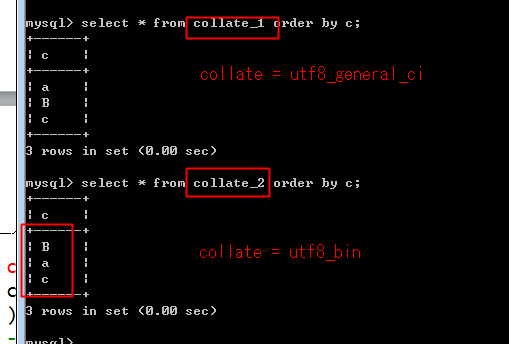 mysql> select * from collate_1 order by c;
+------+
| c    |
+------+
| a    |
| B    |
| c    |
+------+
3 rows in set (0.00 sec)
collate = utf8_general_ci
mysql> select * from collate_2 order by c;
+------+
| c    |
+------+
| B    |
| a    |
| c    |
+------+
3 rows in set (0.00 sec)
collate = utf8_bin
mysql>